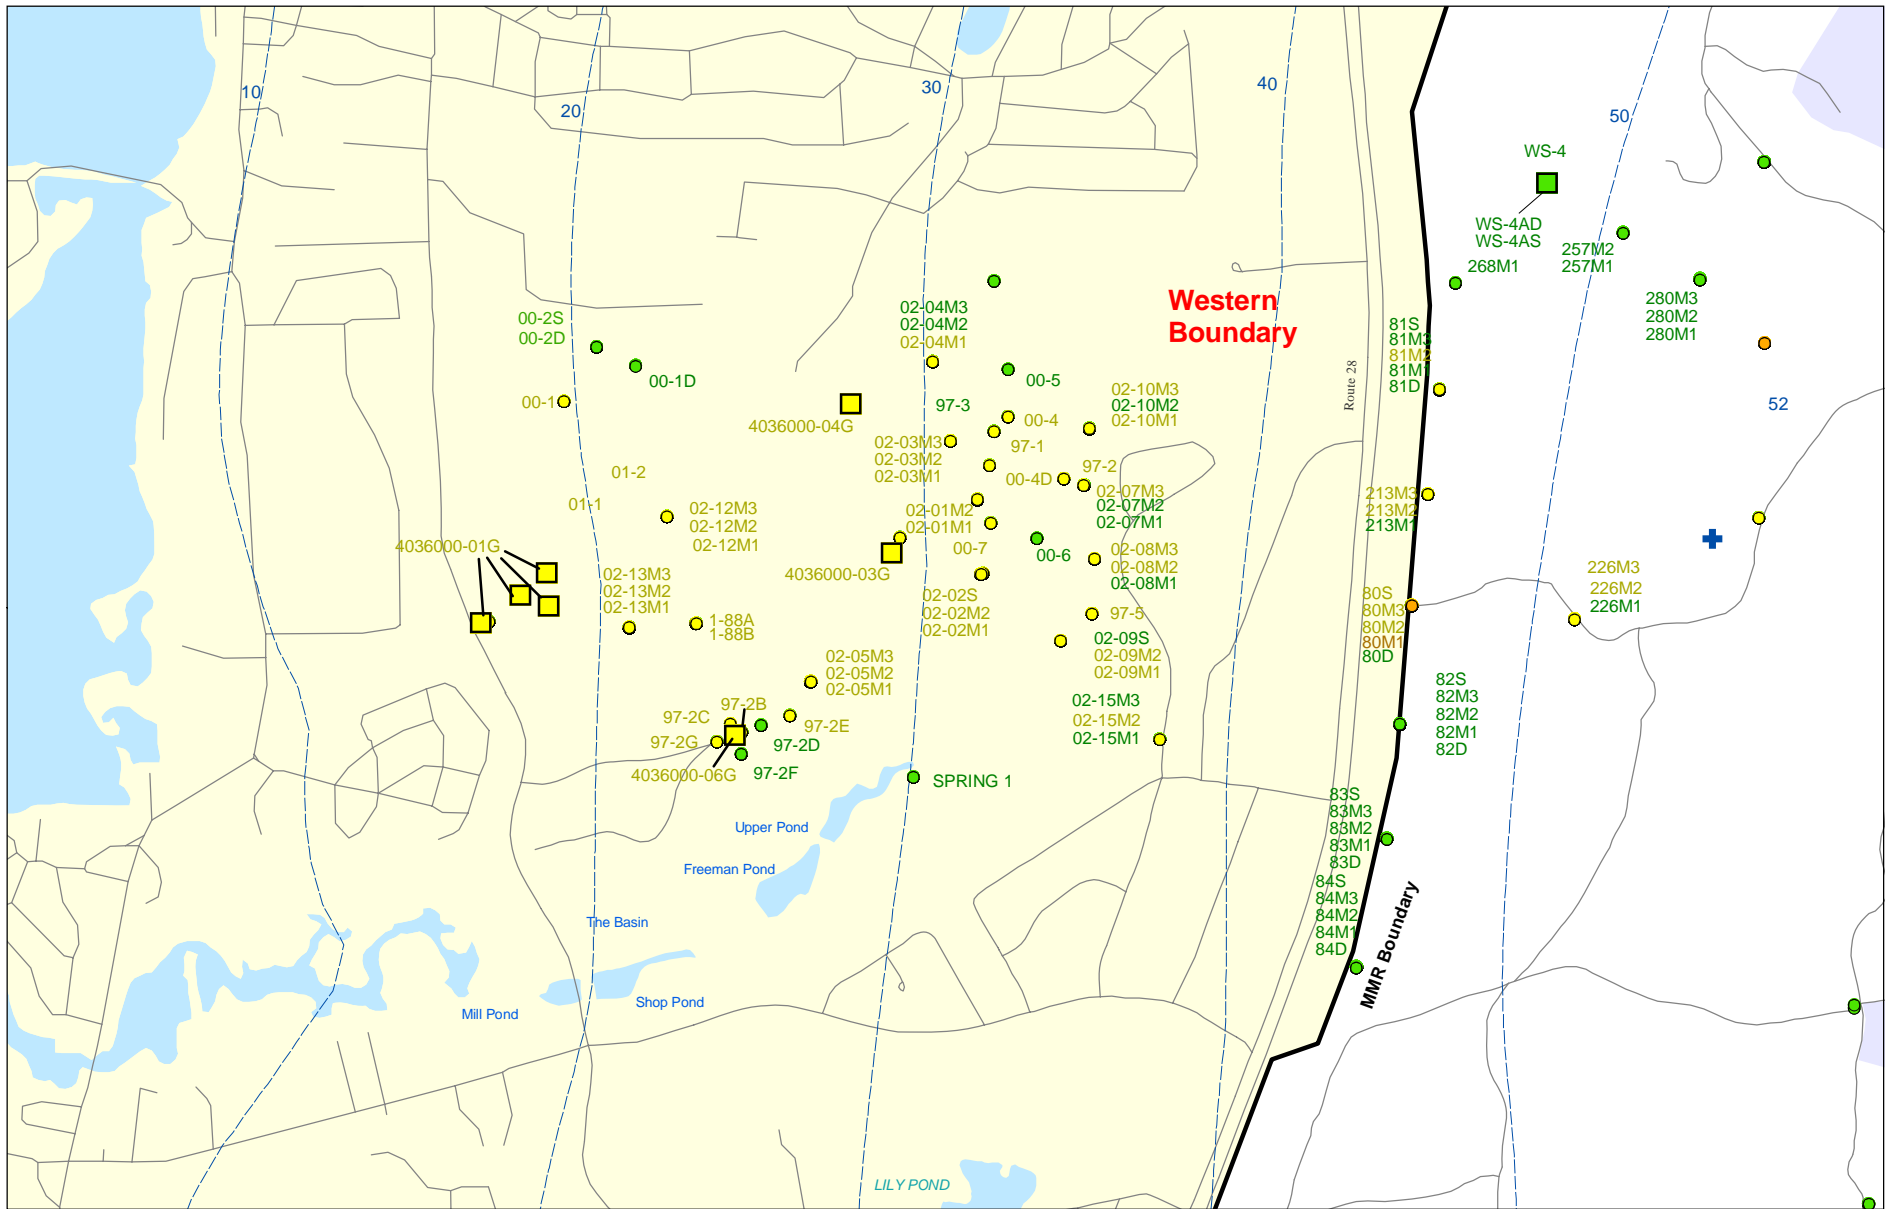 10
20
30
40
50
52
WS-4
WS-4AD
WS-4AS
268M1
257M2
257M1
280M3
280M2
280M1
Western
Boundary
Route 28
00-2S
00-2D
00-1D
00-1
02-04M3
02-04M2
02-04M1
00-5
97-3
00-4
97-1
02-10M3
02-10M2
02-10M1
4036000-04G
02-03M3
02-03M2
02-03M1
00-4D
97-2
02-07M3
02-07M2
02-07M1
01-2
01-1
02-12M3
02-12M2
02-12M1
02-01M2
02-01M1
00-7
00-6
02-08M3
02-08M2
02-08M1
4036000-01G
4036000-03G
02-13M3
02-13M2
02-13M1
1-88A
1-88B
02-02S
02-02M2
02-02M1
97-5
02-09S
02-09M2
02-09M1
02-05M3
02-05M2
02-05M1
02-15M3
02-15M2
02-15M1
97-2B
97-2C
97-2G
97-2E
97-2D
97-2F
4036000-06G
SPRING 1
81S
81M3
81M2
81M1
81D
213M3
213M2
213M1
80S
80M3
80M2
80M1
80D
226M3
226M2
226M1
82S
82M3
82M2
82M1
82D
83S
83M3
83M2
83M1
83D
84S
84M3
84M2
84M1
84D
MMR Boundary
Upper Pond
Freeman Pond
The Basin
Shop Pond
Mill Pond
LILY POND